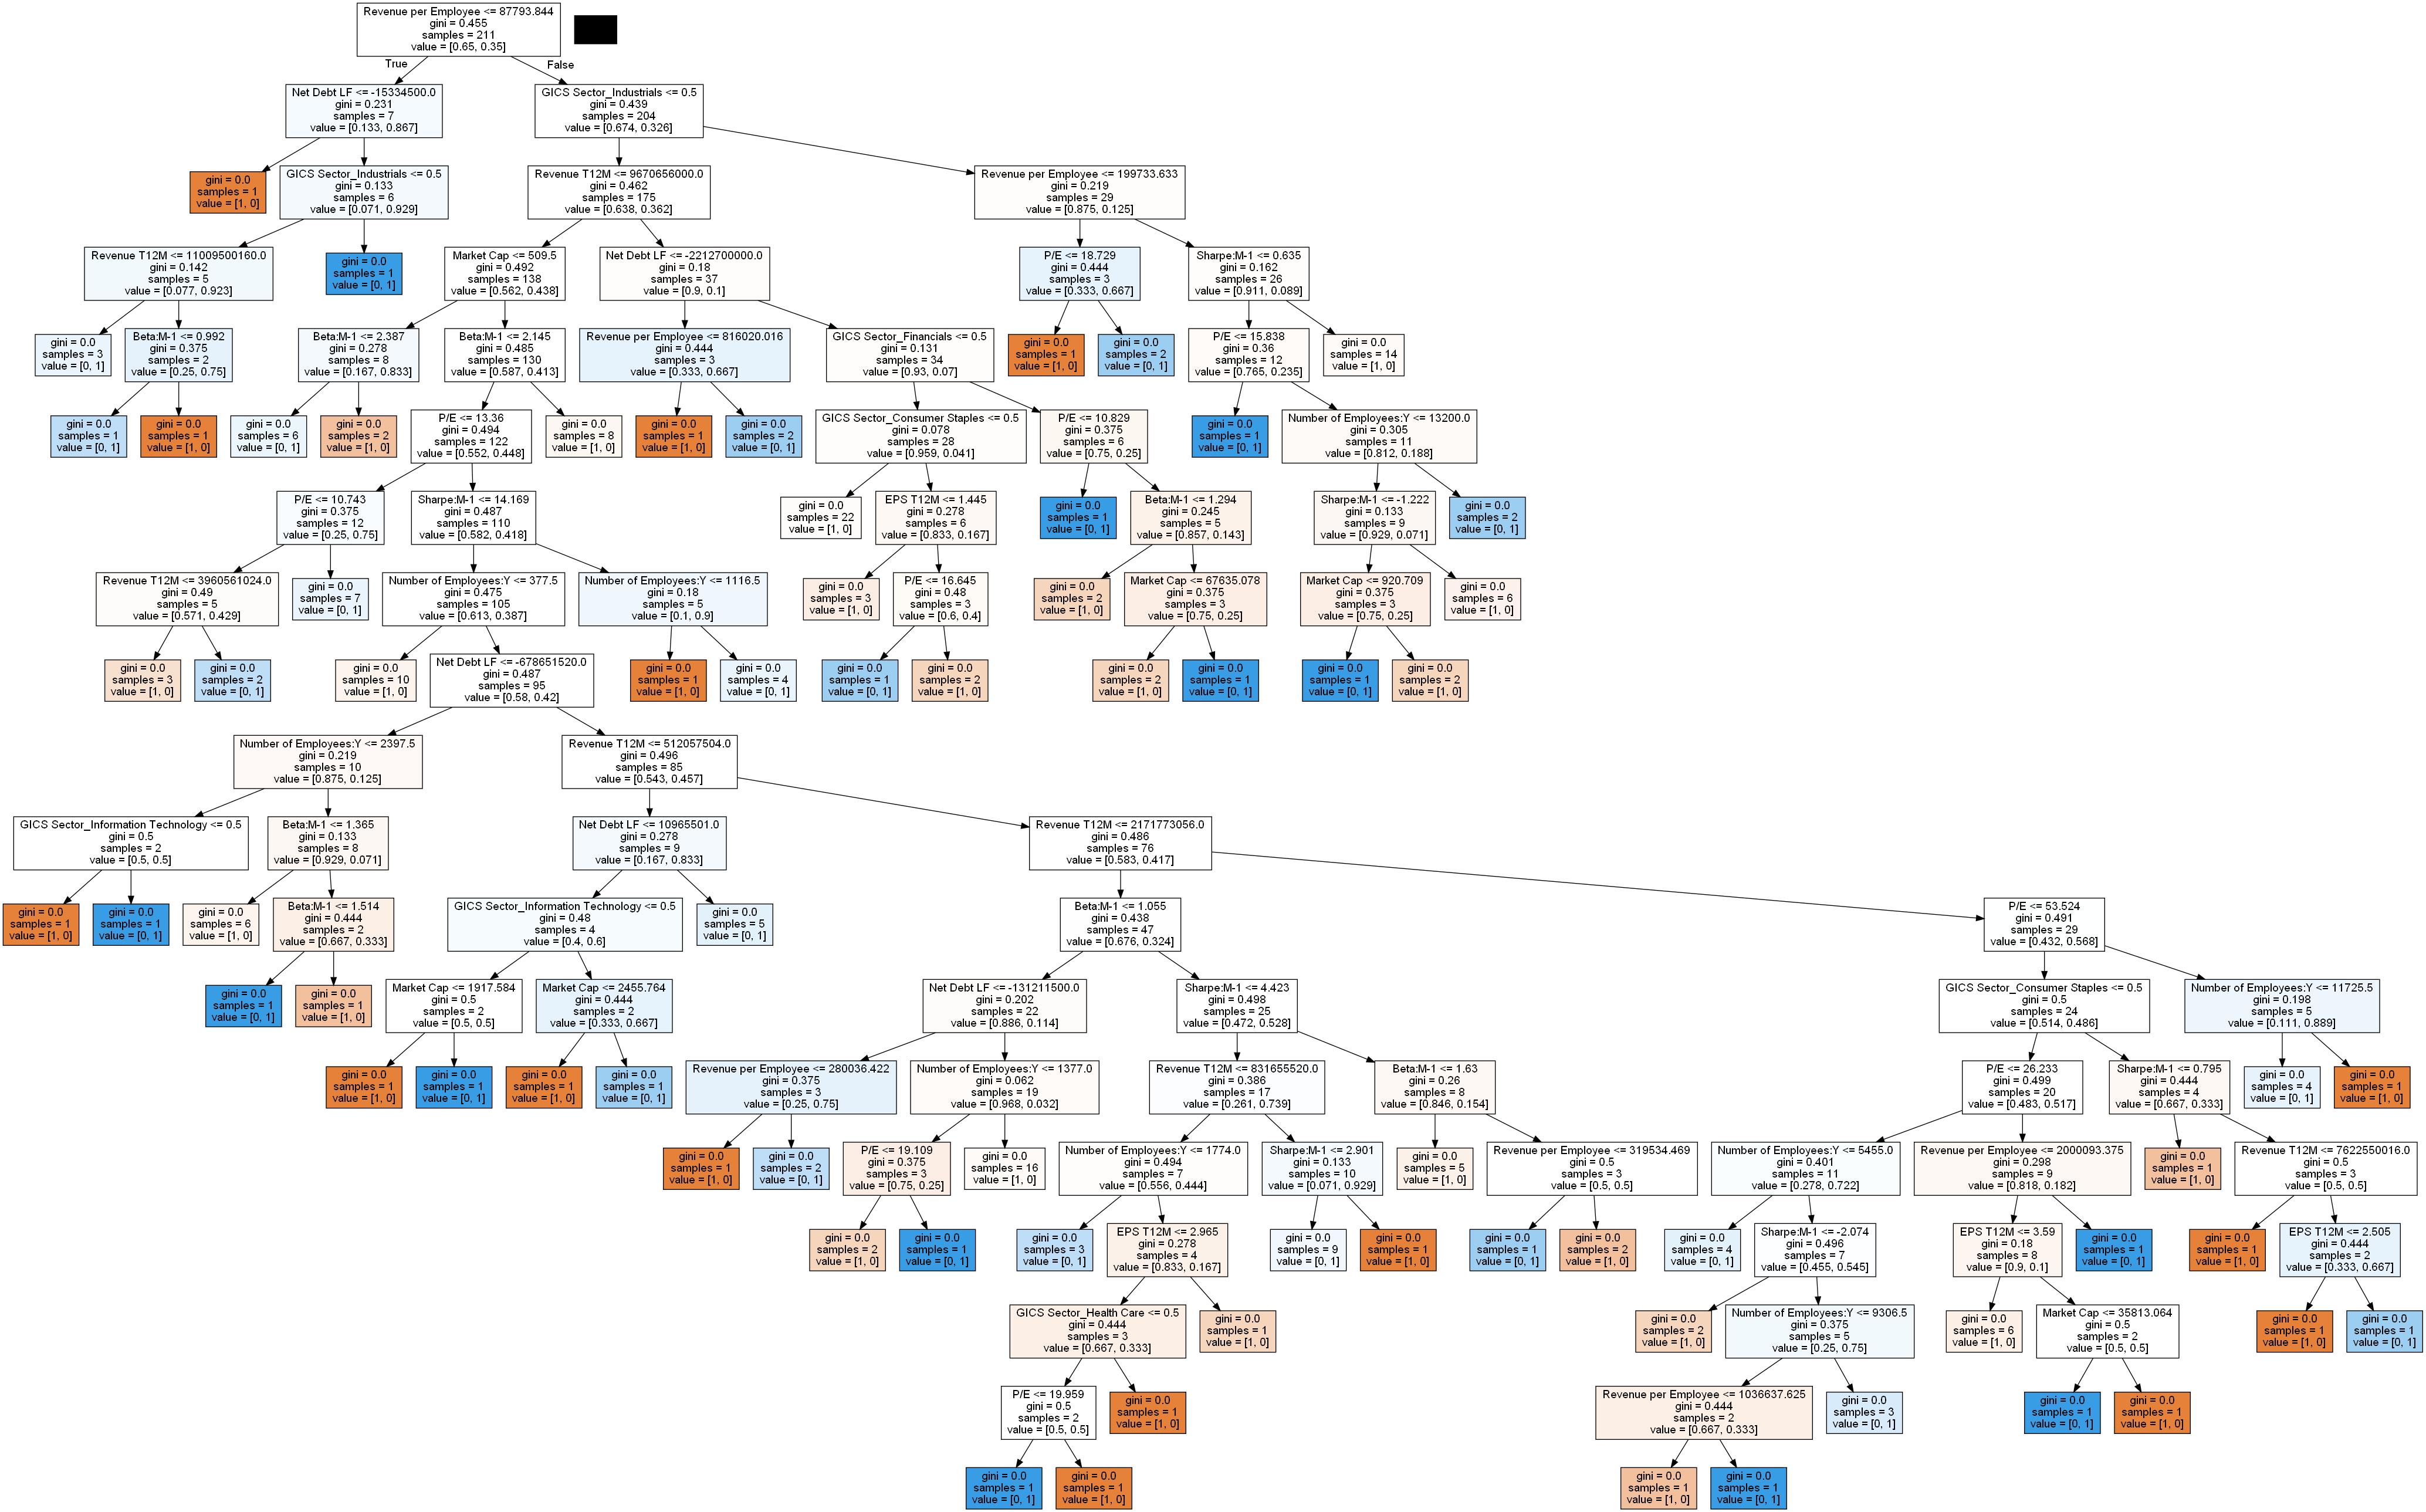 Revenue per Employee <= 87793.844
gini = 0.455
samples = 211
value = [0.65, 0.35]
True
False
Net Debt LF <= -15334500.0
gini = 0.231
samples = 7
value = [0.133, 0.867]
GICS Sector_Industrials <= 0.5
gini = 0.439
samples = 204
value = [0.674, 0.326]
gini = 0.0
samples = 1
value = [1, 0]
GICS Sector_Industrials <= 0.5
gini = 0.133
samples = 6
value = [0.071, 0.929]
Revenue T12M <= 9670656000.0
gini = 0.462
samples = 175
value = [0.638, 0.362]
Revenue per Employee <= 199733.633
gini = 0.219
samples = 29
value = [0.875, 0.125]
Revenue T12M <= 11009500160.0
gini = 0.142
samples = 5
value = [0.077, 0.923]
gini = 0.0
samples = 1
value = [0, 1]
Market Cap <= 509.5
gini = 0.492
samples = 138
value = [0.562, 0.438]
Net Debt LF <= -2212700000.0
gini = 0.18
samples = 37
value = [0.9, 0.1]
P/E <= 18.729
gini = 0.444
samples = 3
value = [0.333, 0.667]
Sharpe:M-1 <= 0.635
gini = 0.162
samples = 26
value = [0.911, 0.089]
gini = 0.0
samples = 3
value = [0, 1]
Beta:M-1 <= 0.992
gini = 0.375
samples = 2
value = [0.25, 0.75]
Beta:M-1 <= 2.387
gini = 0.278
samples = 8
value = [0.167, 0.833]
Beta:M-1 <= 2.145
gini = 0.485
samples = 130
value = [0.587, 0.413]
Revenue per Employee <= 816020.016
gini = 0.444
samples = 3
value = [0.333, 0.667]
GICS Sector_Financials <= 0.5
gini = 0.131
samples = 34
value = [0.93, 0.07]
gini = 0.0
samples = 1
value = [1, 0]
gini = 0.0
samples = 2
value = [0, 1]
P/E <= 15.838
gini = 0.36
samples = 12
value = [0.765, 0.235]
gini = 0.0
samples = 14
value = [1, 0]
gini = 0.0
samples = 1
value = [0, 1]
gini = 0.0
samples = 1
value = [1, 0]
gini = 0.0
samples = 6
value = [0, 1]
gini = 0.0
samples = 2
value = [1, 0]
P/E <= 13.36
gini = 0.494
samples = 122
value = [0.552, 0.448]
gini = 0.0
samples = 8
value = [1, 0]
gini = 0.0
samples = 1
value = [1, 0]
gini = 0.0
samples = 2
value = [0, 1]
GICS Sector_Consumer Staples <= 0.5
gini = 0.078
samples = 28
value = [0.959, 0.041]
P/E <= 10.829
gini = 0.375
samples = 6
value = [0.75, 0.25]
gini = 0.0
samples = 1
value = [0, 1]
Number of Employees:Y <= 13200.0
gini = 0.305
samples = 11
value = [0.812, 0.188]
P/E <= 10.743
gini = 0.375
samples = 12
value = [0.25, 0.75]
Sharpe:M-1 <= 14.169
gini = 0.487
samples = 110
value = [0.582, 0.418]
gini = 0.0
samples = 22
value = [1, 0]
EPS T12M <= 1.445
gini = 0.278
samples = 6
value = [0.833, 0.167]
gini = 0.0
samples = 1
value = [0, 1]
Beta:M-1 <= 1.294
gini = 0.245
samples = 5
value = [0.857, 0.143]
Sharpe:M-1 <= -1.222
gini = 0.133
samples = 9
value = [0.929, 0.071]
gini = 0.0
samples = 2
value = [0, 1]
Revenue T12M <= 3960561024.0
gini = 0.49
samples = 5
value = [0.571, 0.429]
gini = 0.0
samples = 7
value = [0, 1]
Number of Employees:Y <= 377.5
gini = 0.475
samples = 105
value = [0.613, 0.387]
Number of Employees:Y <= 1116.5
gini = 0.18
samples = 5
value = [0.1, 0.9]
gini = 0.0
samples = 3
value = [1, 0]
P/E <= 16.645
gini = 0.48
samples = 3
value = [0.6, 0.4]
gini = 0.0
samples = 2
value = [1, 0]
Market Cap <= 67635.078
gini = 0.375
samples = 3
value = [0.75, 0.25]
Market Cap <= 920.709
gini = 0.375
samples = 3
value = [0.75, 0.25]
gini = 0.0
samples = 6
value = [1, 0]
gini = 0.0
samples = 3
value = [1, 0]
gini = 0.0
samples = 2
value = [0, 1]
gini = 0.0
samples = 10
value = [1, 0]
Net Debt LF <= -678651520.0
gini = 0.487
samples = 95
value = [0.58, 0.42]
gini = 0.0
samples = 1
value = [1, 0]
gini = 0.0
samples = 4
value = [0, 1]
gini = 0.0
samples = 1
value = [0, 1]
gini = 0.0
samples = 2
value = [1, 0]
gini = 0.0
samples = 2
value = [1, 0]
gini = 0.0
samples = 1
value = [0, 1]
gini = 0.0
samples = 1
value = [0, 1]
gini = 0.0
samples = 2
value = [1, 0]
Number of Employees:Y <= 2397.5
gini = 0.219
samples = 10
value = [0.875, 0.125]
Revenue T12M <= 512057504.0
gini = 0.496
samples = 85
value = [0.543, 0.457]
GICS Sector_Information Technology <= 0.5
gini = 0.5
samples = 2
value = [0.5, 0.5]
Beta:M-1 <= 1.365
gini = 0.133
samples = 8
value = [0.929, 0.071]
Net Debt LF <= 10965501.0
gini = 0.278
samples = 9
value = [0.167, 0.833]
Revenue T12M <= 2171773056.0
gini = 0.486
samples = 76
value = [0.583, 0.417]
gini = 0.0
samples = 1
value = [1, 0]
gini = 0.0
samples = 1
value = [0, 1]
gini = 0.0
samples = 6
value = [1, 0]
Beta:M-1 <= 1.514
gini = 0.444
samples = 2
value = [0.667, 0.333]
GICS Sector_Information Technology <= 0.5
gini = 0.48
samples = 4
value = [0.4, 0.6]
gini = 0.0
samples = 5
value = [0, 1]
Beta:M-1 <= 1.055
gini = 0.438
samples = 47
value = [0.676, 0.324]
P/E <= 53.524
gini = 0.491
samples = 29
value = [0.432, 0.568]
gini = 0.0
samples = 1
value = [0, 1]
gini = 0.0
samples = 1
value = [1, 0]
Market Cap <= 1917.584
gini = 0.5
samples = 2
value = [0.5, 0.5]
Market Cap <= 2455.764
gini = 0.444
samples = 2
value = [0.333, 0.667]
Net Debt LF <= -131211500.0
gini = 0.202
samples = 22
value = [0.886, 0.114]
Sharpe:M-1 <= 4.423
gini = 0.498
samples = 25
value = [0.472, 0.528]
GICS Sector_Consumer Staples <= 0.5
gini = 0.5
samples = 24
value = [0.514, 0.486]
Number of Employees:Y <= 11725.5
gini = 0.198
samples = 5
value = [0.111, 0.889]
gini = 0.0
samples = 1
value = [1, 0]
gini = 0.0
samples = 1
value = [0, 1]
gini = 0.0
samples = 1
value = [1, 0]
gini = 0.0
samples = 1
value = [0, 1]
Revenue per Employee <= 280036.422
gini = 0.375
samples = 3
value = [0.25, 0.75]
Number of Employees:Y <= 1377.0
gini = 0.062
samples = 19
value = [0.968, 0.032]
Revenue T12M <= 831655520.0
gini = 0.386
samples = 17
value = [0.261, 0.739]
Beta:M-1 <= 1.63
gini = 0.26
samples = 8
value = [0.846, 0.154]
P/E <= 26.233
gini = 0.499
samples = 20
value = [0.483, 0.517]
Sharpe:M-1 <= 0.795
gini = 0.444
samples = 4
value = [0.667, 0.333]
gini = 0.0
samples = 4
value = [0, 1]
gini = 0.0
samples = 1
value = [1, 0]
gini = 0.0
samples = 1
value = [1, 0]
gini = 0.0
samples = 2
value = [0, 1]
P/E <= 19.109
gini = 0.375
samples = 3
value = [0.75, 0.25]
gini = 0.0
samples = 16
value = [1, 0]
Number of Employees:Y <= 1774.0
gini = 0.494
samples = 7
value = [0.556, 0.444]
Sharpe:M-1 <= 2.901
gini = 0.133
samples = 10
value = [0.071, 0.929]
gini = 0.0
samples = 5
value = [1, 0]
Revenue per Employee <= 319534.469
gini = 0.5
samples = 3
value = [0.5, 0.5]
Number of Employees:Y <= 5455.0
gini = 0.401
samples = 11
value = [0.278, 0.722]
Revenue per Employee <= 2000093.375
gini = 0.298
samples = 9
value = [0.818, 0.182]
gini = 0.0
samples = 1
value = [1, 0]
Revenue T12M <= 7622550016.0
gini = 0.5
samples = 3
value = [0.5, 0.5]
gini = 0.0
samples = 2
value = [1, 0]
gini = 0.0
samples = 1
value = [0, 1]
gini = 0.0
samples = 3
value = [0, 1]
EPS T12M <= 2.965
gini = 0.278
samples = 4
value = [0.833, 0.167]
gini = 0.0
samples = 9
value = [0, 1]
gini = 0.0
samples = 1
value = [1, 0]
gini = 0.0
samples = 1
value = [0, 1]
gini = 0.0
samples = 2
value = [1, 0]
gini = 0.0
samples = 4
value = [0, 1]
Sharpe:M-1 <= -2.074
gini = 0.496
samples = 7
value = [0.455, 0.545]
EPS T12M <= 3.59
gini = 0.18
samples = 8
value = [0.9, 0.1]
gini = 0.0
samples = 1
value = [0, 1]
gini = 0.0
samples = 1
value = [1, 0]
EPS T12M <= 2.505
gini = 0.444
samples = 2
value = [0.333, 0.667]
GICS Sector_Health Care <= 0.5
gini = 0.444
samples = 3
value = [0.667, 0.333]
gini = 0.0
samples = 1
value = [1, 0]
gini = 0.0
samples = 2
value = [1, 0]
Number of Employees:Y <= 9306.5
gini = 0.375
samples = 5
value = [0.25, 0.75]
gini = 0.0
samples = 6
value = [1, 0]
Market Cap <= 35813.064
gini = 0.5
samples = 2
value = [0.5, 0.5]
gini = 0.0
samples = 1
value = [1, 0]
gini = 0.0
samples = 1
value = [0, 1]
P/E <= 19.959
gini = 0.5
samples = 2
value = [0.5, 0.5]
gini = 0.0
samples = 1
value = [1, 0]
Revenue per Employee <= 1036637.625
gini = 0.444
samples = 2
value = [0.667, 0.333]
gini = 0.0
samples = 3
value = [0, 1]
gini = 0.0
samples = 1
value = [0, 1]
gini = 0.0
samples = 1
value = [1, 0]
gini = 0.0
samples = 1
value = [0, 1]
gini = 0.0
samples = 1
value = [1, 0]
gini = 0.0
samples = 1
value = [1, 0]
gini = 0.0
samples = 1
value = [0, 1]